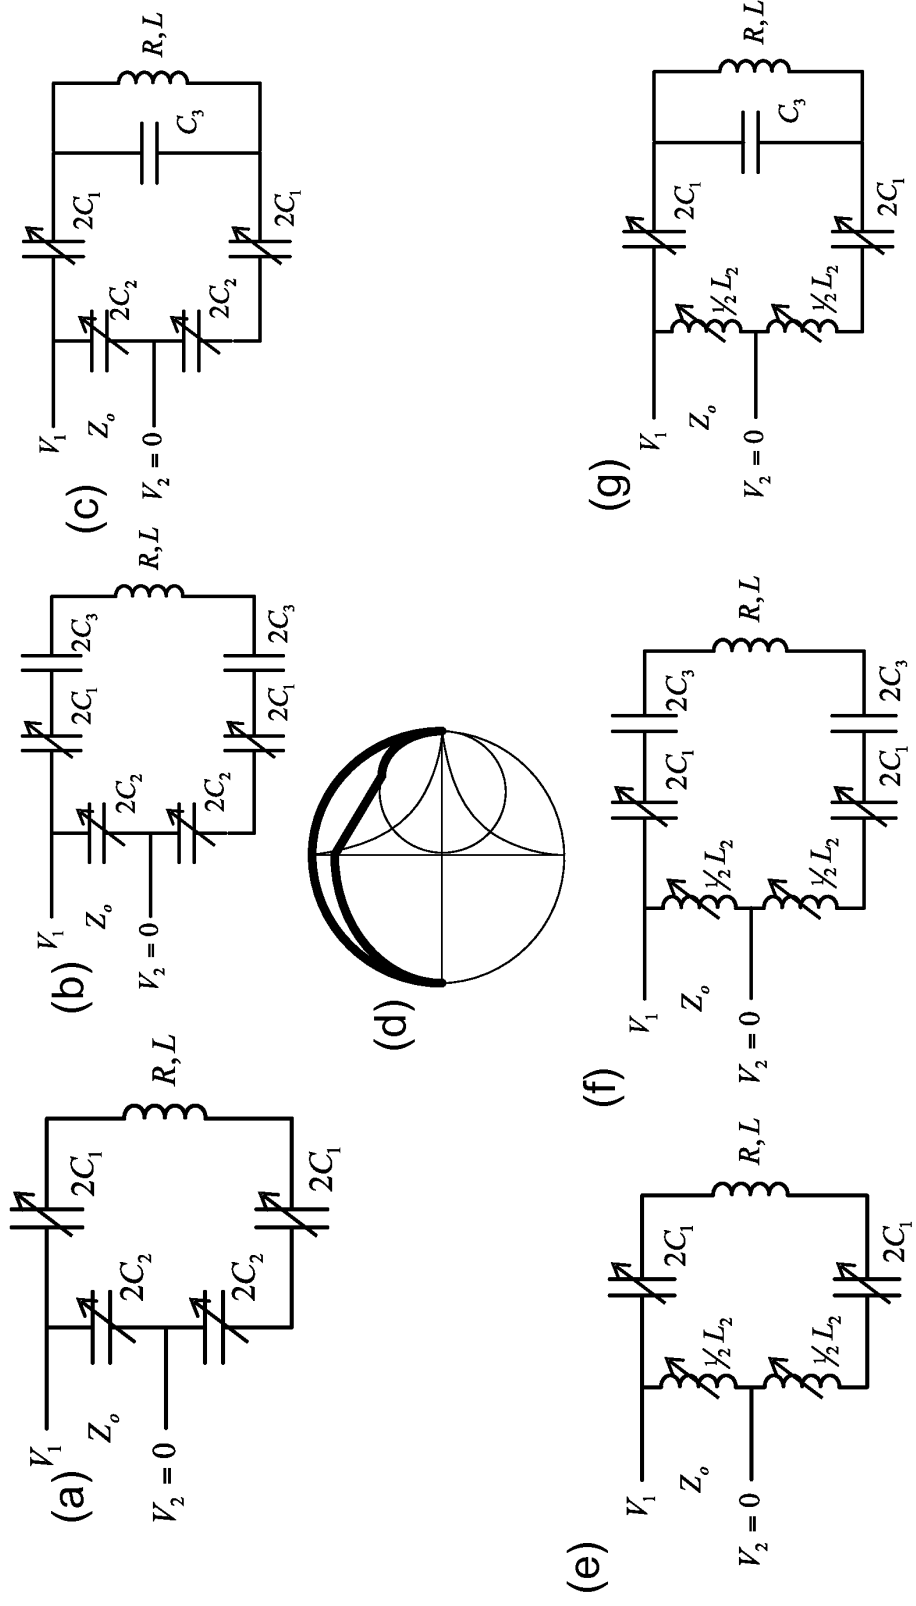 (a)
V₁
Zₒ
V₂ = 0
2C₂
2C₂
2C₁
2C₁
R, L
(b)
V₁
Zₒ
V₂ = 0
2C₂
2C₂
2C₁
2C₃
2C₁
2C₃
R, L
(c)
V₁
Zₒ
V₂ = 0
2C₂
2C₂
2C₁
2C₁
C₃
R, L
(d)
(e)
V₁
Zₒ
V₂ = 0
½L₂
½L₂
2C₁
2C₁
R, L
(f)
V₁
Zₒ
V₂ = 0
½L₂
½L₂
2C₁
2C₃
2C₁
2C₃
R, L
(g)
V₁
Zₒ
V₂ = 0
½L₂
½L₂
2C₁
2C₁
C₃
R, L